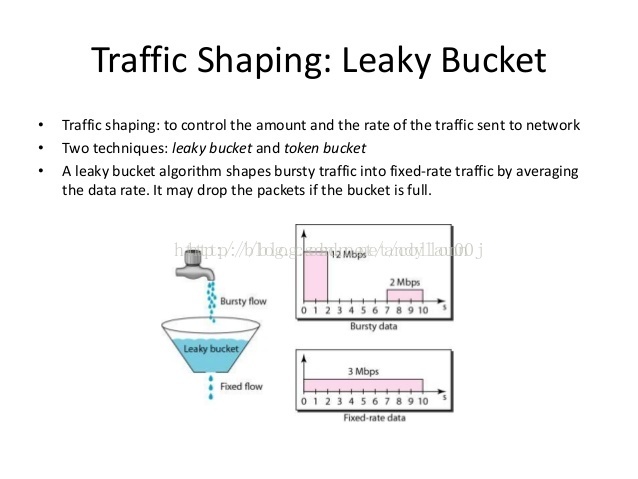 Traffic Shaping: Leaky Bucket
• Traffic shaping: to control the amount and the rate of the traffic sent to network
• Two techniques: leaky bucket and token bucket
• A leaky bucket algorithm shapes bursty traffic into fixed-rate traffic by averaging
the data rate. It may drop the packets if the bucket is full.
12 Mbps
2 Mbps
0 1 2 3 4 5 6 7 8 9 10 s
Bursty data
Bursty flow
Leaky bucket
Fixed flow
3 Mbps
0 1 2 3 4 5 6 7 8 9 10 s
Fixed-rate data